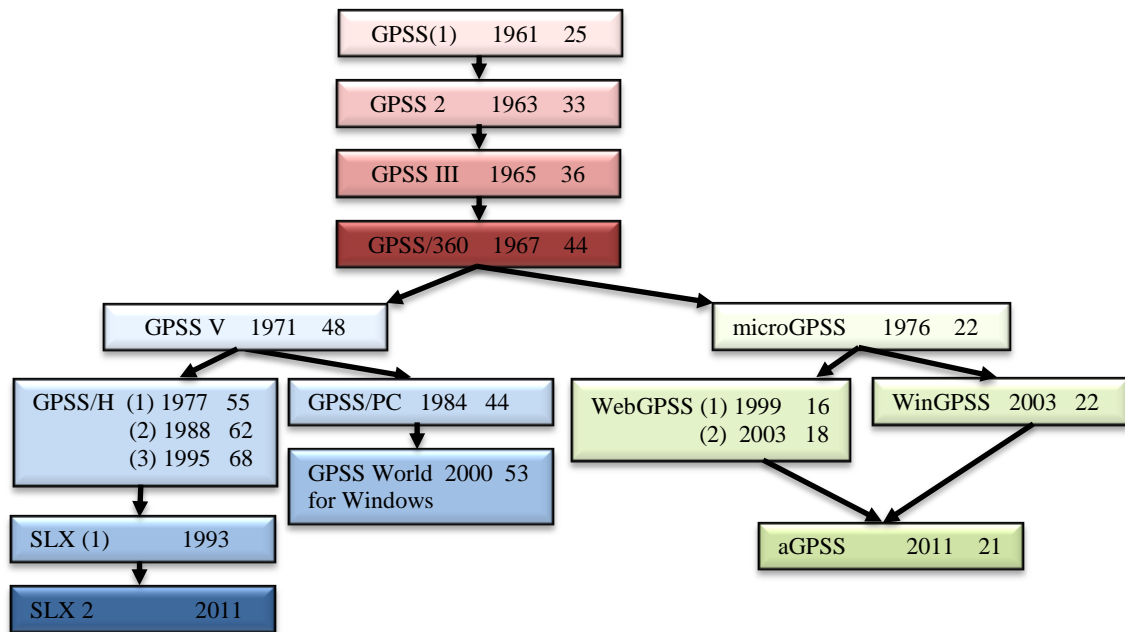 GPSS(1) 1961 25
GPSS 2 1963 33
GPSS III 1965 36
GPSS/360 1967 44
GPSS V 1971 48
microGPSS 1976 22
GPSS/H (1) 1977 55
(2) 1988 62
(3) 1995 68
GPSS/PC 1984 44
WebGPSS (1) 1999 16
(2) 2003 18
WinGPSS 2003 22
GPSS World 2000 53
for Windows
SLX (1) 1993
aGPSS 2011 21
SLX 2 2011